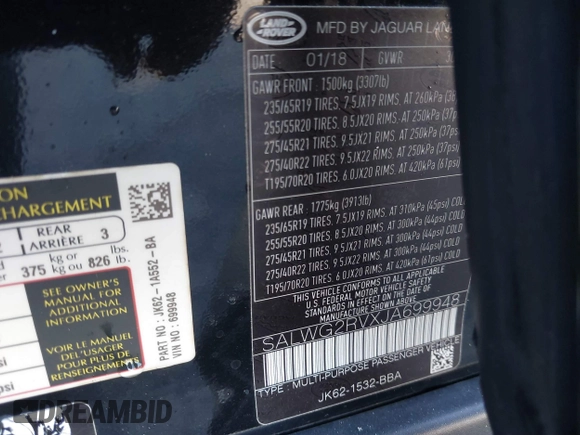 ION
CHARGEMENT
REAR
ARRIÈRE 3
375 kg ou 826 lbs.
kg or lb.
SEE OWNER'S
MANUAL FOR
ADDITIONAL
INFORMATION
VOIR LE MANUEL
DE L'USAGER
POUR PLUS DE
RENSEIGNEMENTS
PART NO : JK62-1A552-BA
VIN NO : 699948
LAND
ROVER
MFD BY JAGUAR LAN
DATE 01/18 GVWR
GAWR FRONT : 1500kg (3307lb)
235/65R19 TIRES, 7.5JX19 RIMS, AT 260kPa
255/55R20 TIRES, 8.5JX20 RIMS, AT 250kPa (37p
275/45R21 TIRES, 9.5JX21 RIMS, AT 250kPa (37ps
275/40R22 TIRES, 9.5JX22 RIMS, AT 250kPa (37psi
T195/70R20 TIRES, 6.0JX20 RIMS, AT 420kPa (61psi)
GAWR REAR : 1775kg (3913lb)
235/65R19 TIRES, 7.5JX19 RIMS, AT 310kPa (45psi) COLD
255/55R20 TIRES, 8.5JX20 RIMS, AT 300kPa (44psi) COLD
275/45R21 TIRES, 9.5JX21 RIMS, AT 300kPa (44psi) COLD
275/40R22 TIRES, 9.5JX22 RIMS, AT 300kPa (44psi) COLD
T195/70R20 TIRES, 6.0JX20 RIMS, AT 420kPa (61psi) COLD
THIS VEHICLE CONFORMS TO ALL APPLICABLE
U.S. FEDERAL MOTOR VEHICLE SAFETY
STANDARDS IN EFFECT ON THE DATE OF
MANUFACTURE SHOWN ABOVE.
SALWG2RVXJA699948
TYPE: MULTI-PURPOSE PASSENGER VEHICLE
JK62-1532-BBA
DREAMBID